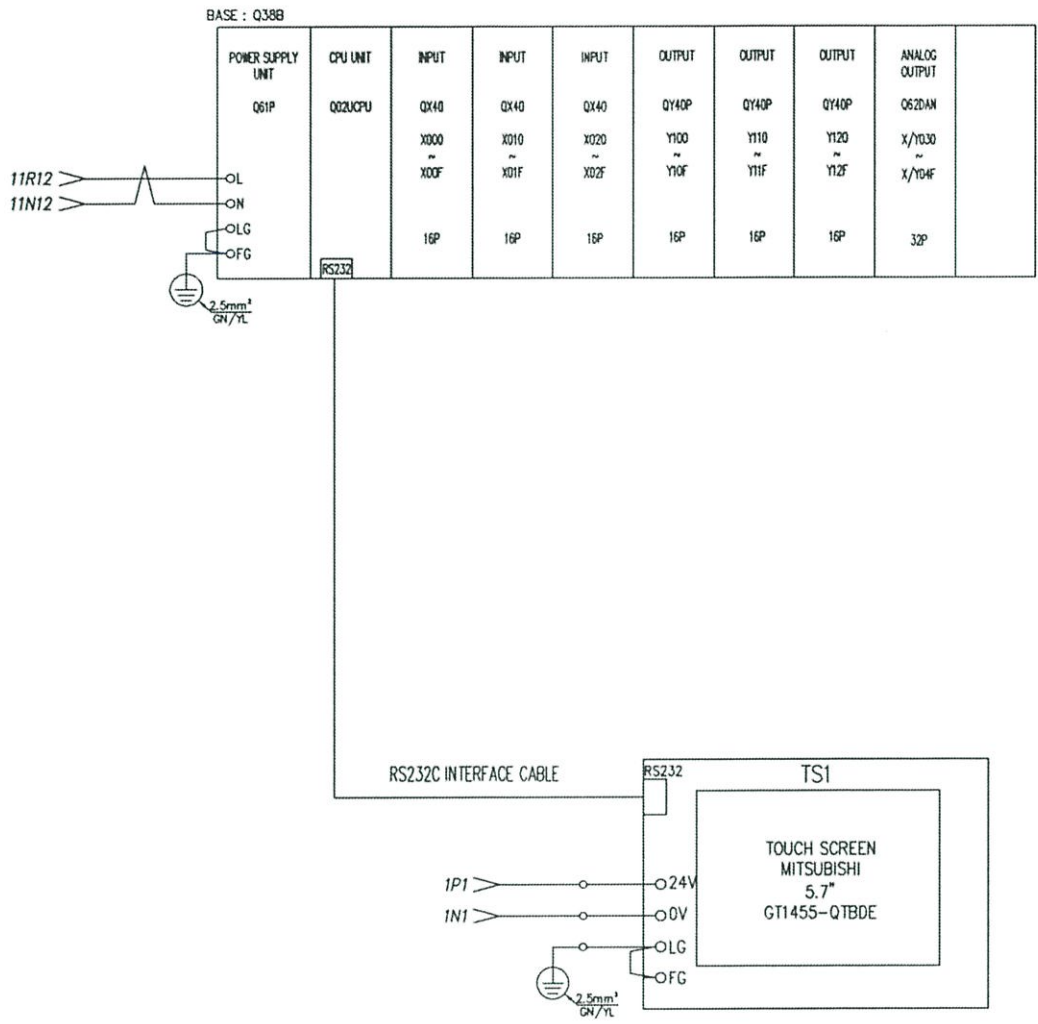 BASE : Q38B
POWER SUPPLY UNIT
Q61P
CPU UNIT
Q02UCPU
INPUT
QX40
X000
~
X00F
16P
INPUT
QX40
X010
~
X01F
16P
INPUT
QX40
X020
~
X02F
16P
OUTPUT
QY40P
Y100
~
Y10F
16P
OUTPUT
QY40P
Y110
~
Y11F
16P
OUTPUT
QY40P
Y120
~
Y12F
16P
ANALOG OUTPUT
Q62DAN
X/Y030
~
X/Y04F
32P
11R12
L
11N12
N
LG
FG
RS232
2.5mm²
GN/YL
RS232C INTERFACE CABLE
RS232
TS1
TOUCH SCREEN
MITSUBISHI
5.7"
GT1455-QTBDE
1P1
24V
1N1
0V
LG
FG
2.5mm²
GN/YL